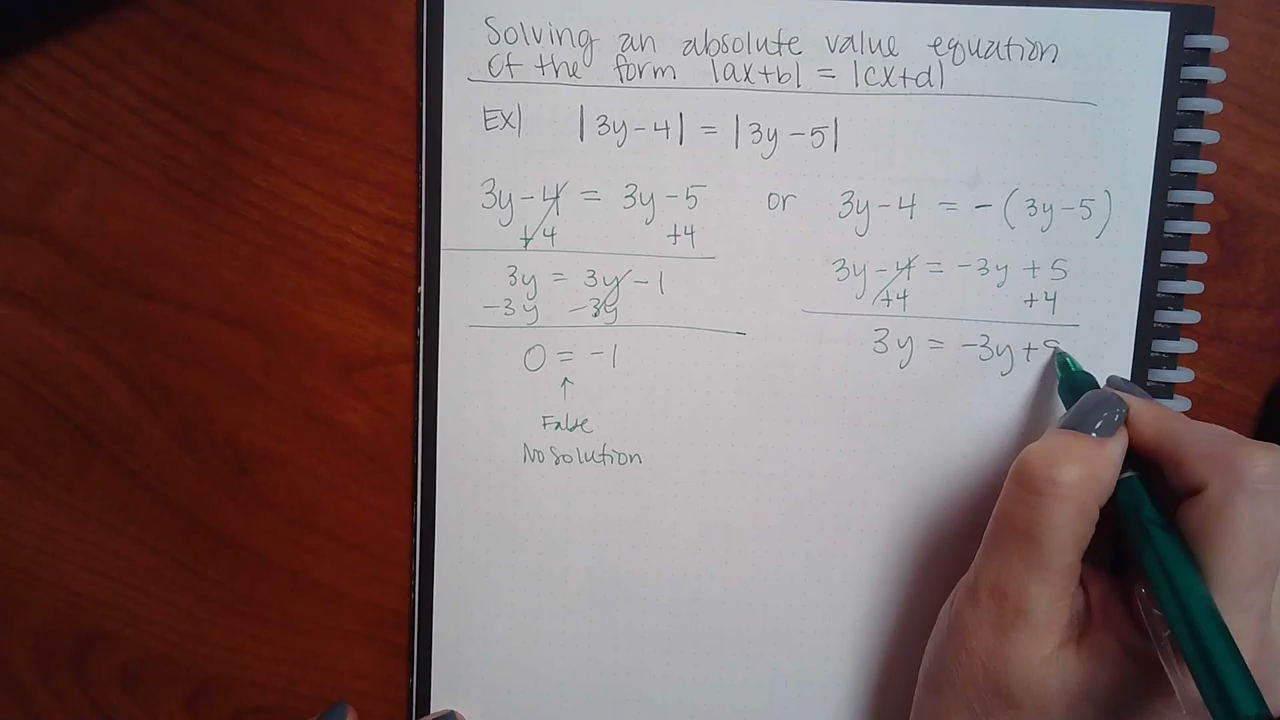 Solving an absolute value equation
of the form |ax+b| = |cx+d|
EX| |3y-4| = |3y-5|
3y-4 = 3y-5 or 3y-4 = -(3y-5)
+4 +4
3y = 3y-1
-3y -3y
0 = -1
↑
False
No solution
3y-4 = -3y+5
+4 +4
3y = -3y+